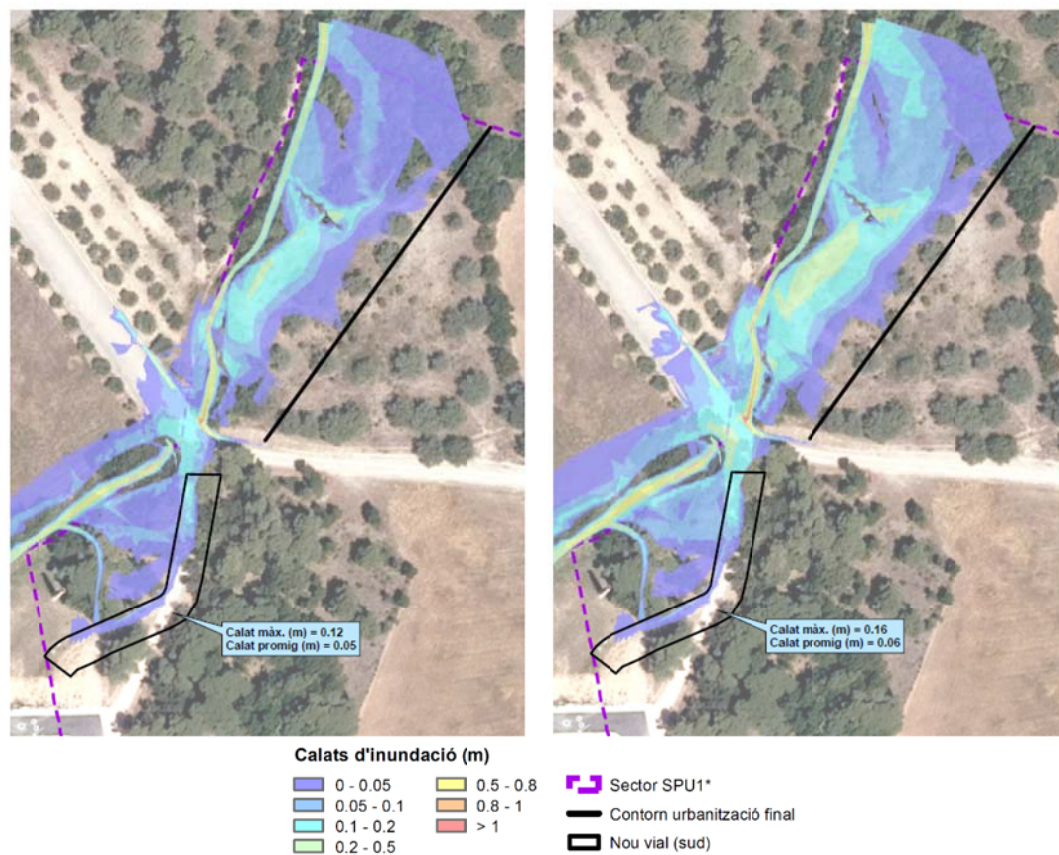 Calat màx. (m) = 0.12
Calat promig (m) = 0.05
Calat màx. (m) = 0.16
Calat promig (m) = 0.06
Calats d'inundació (m)
0 - 0.05
0.05 - 0.1
0.1 - 0.2
0.2 - 0.5
0.5 - 0.8
0.8 - 1
> 1
Sector SPU1*
Contorn urbanització final
Nou vial (sud)